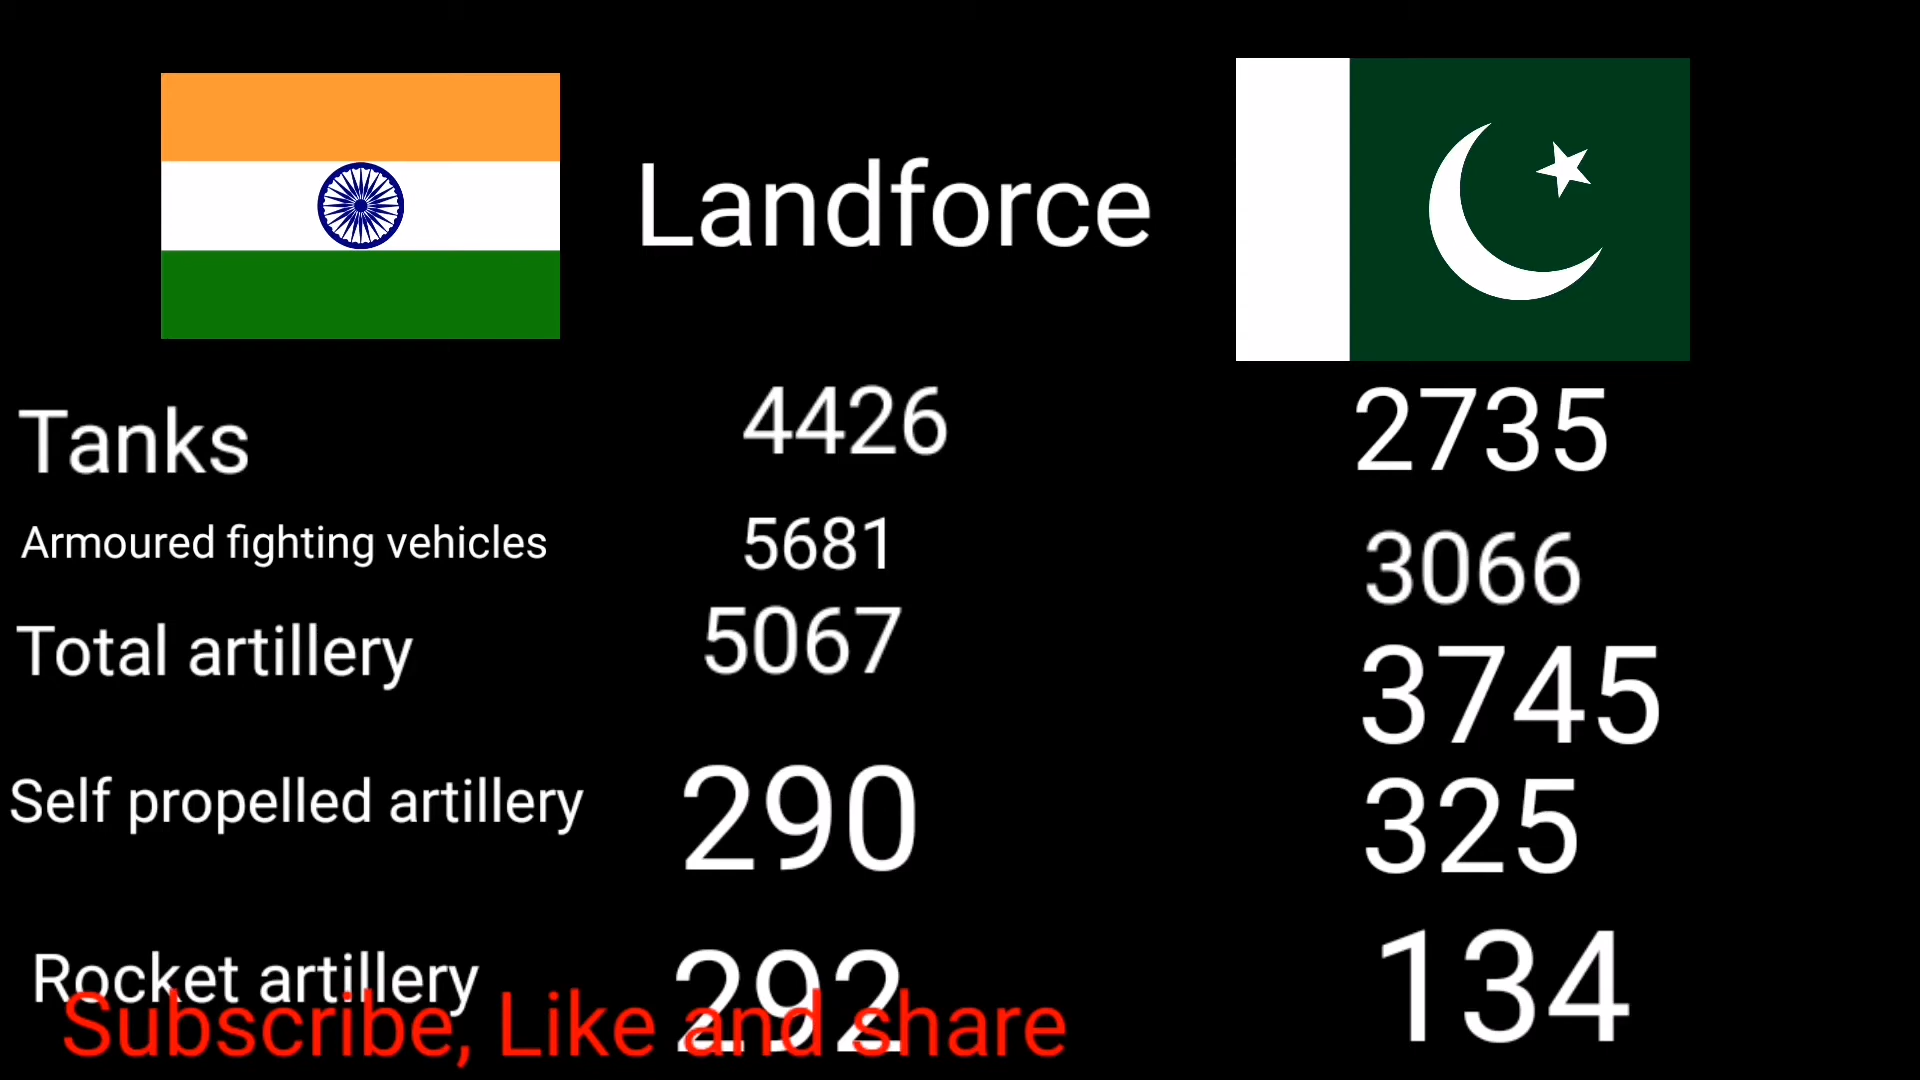 Landforce
Tanks 4426 2735
Armoured fighting vehicles 5681 3066
Total artillery 5067 3745
Self propelled artillery 290 325
Rocket artillery 292 134
Subscribe, Like and share